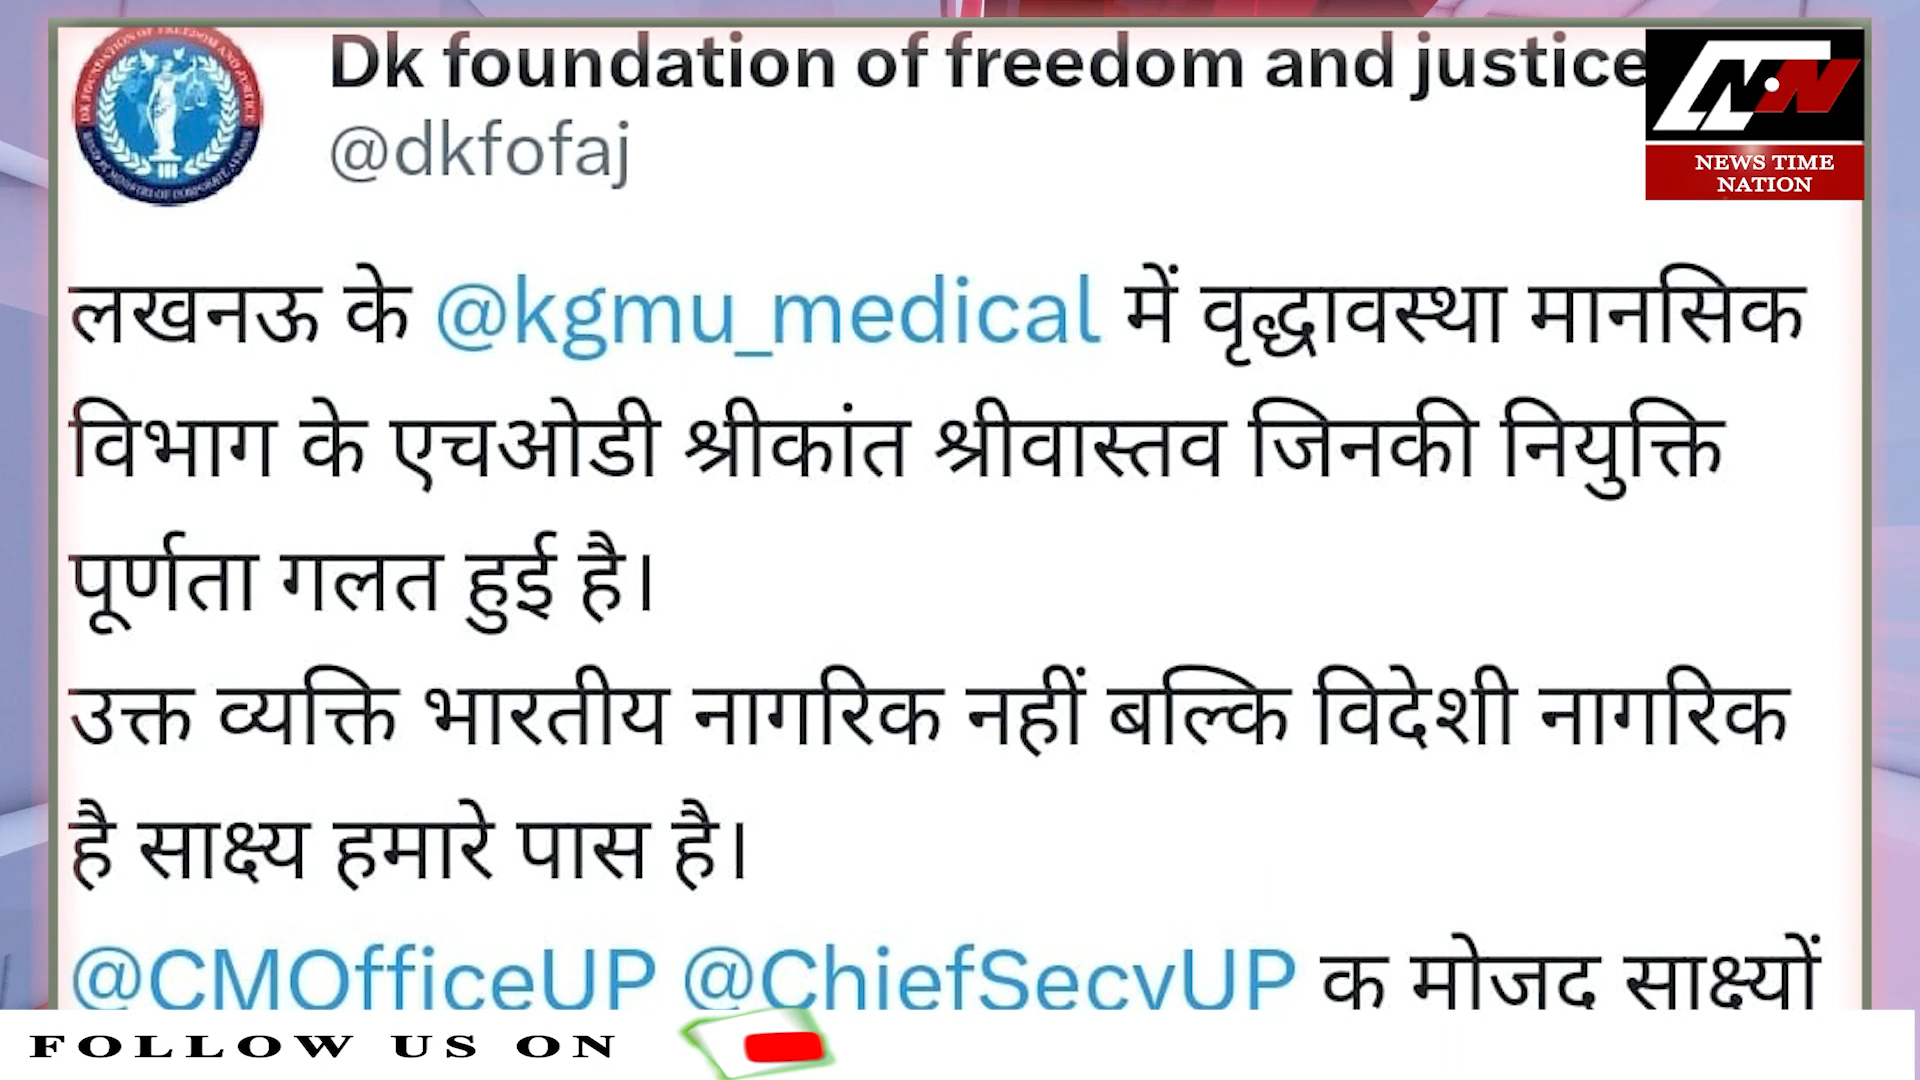 Dk foundation of freedom and justice
@dkfofaj
NEWS TIME
NATION
लखनऊ के @kgmu_medical में वृद्धावस्था मानसिक
विभाग के एचओडी श्रीकांत श्रीवास्तव जिनकी नियुक्ति
पूर्णता गलत हुई है।
उक्त व्यक्ति भारतीय नागरिक नहीं बल्कि विदेशी नागरिक
है साक्ष्य हमारे पास है।
@CMOfficeUP @ChiefSecyUP साक्ष्यों
FOLLOW US ON